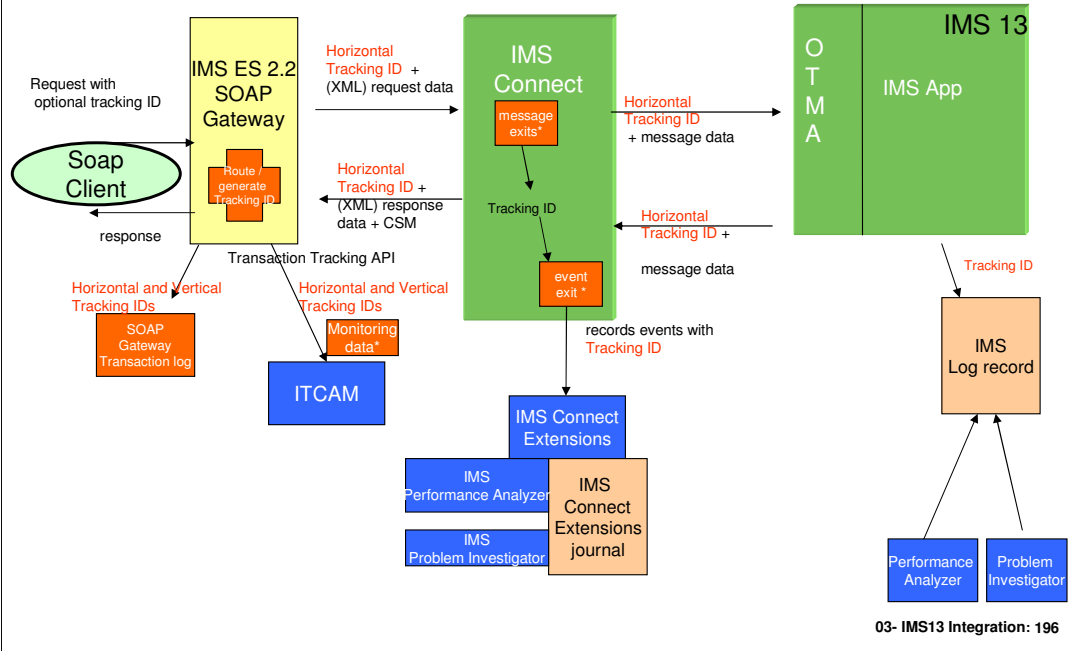 IMS 13
Request with
optional tracking ID
IMS ES 2.2
SOAP
Gateway
Route /
generate
Tracking ID
Soap
Client
response
Horizontal
Tracking ID +
(XML) request data
Horizontal
Tracking ID +
(XML) response
data + CSM
IMS
Connect
message
exits*
Tracking ID
event
exit *
Horizontal
Tracking ID
+ message data
Horizontal
Tracking ID +
message data
O
T
M
A
IMS App
Transaction Tracking API
Horizontal and Vertical
Tracking IDs
SOAP
Gateway
Transaction log
Horizontal and Vertical
Tracking IDs
Monitoring
data*
ITCAM
records events with
Tracking ID
IMS Connect
Extensions
IMS
Performance Analyzer
IMS
Problem Investigator
IMS
Connect
Extensions
journal
Tracking ID
IMS
Log record
Performance
Analyzer
Problem
Investigator
03- IMS13 Integration: 196